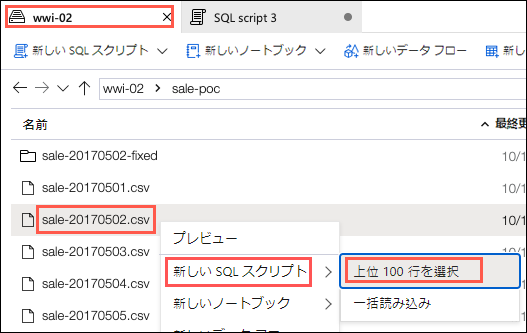 wwi-02
SQL script 3
新しい SQL スクリプト
新しいノートブック
新しいデータ フロー
新し
wwi-02
sale-poc
名前
最終更
sale-20170502-fixed
10/1
sale-20170501.csv
10/1
sale-20170502.csv
10/1
sale-20170503.csv
sale-20170504.csv
sale-20170505.csv
プレビュー
新しい SQL スクリプト
新しいノートブック
上位 100 行を選択
一括読み込み